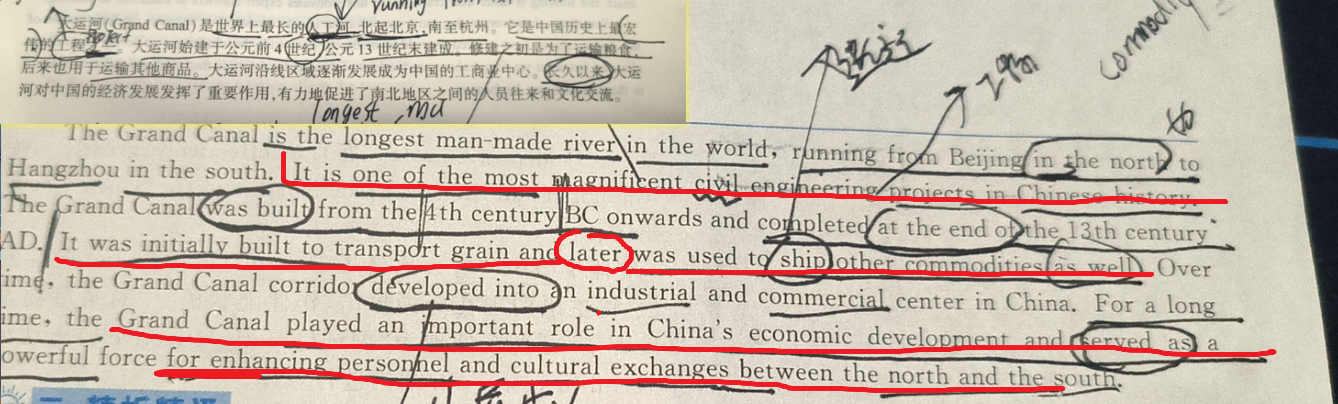 running
大运河(Grand Canal)是世界上最长的人工河,北起北京,南至杭州。它是中国历史上最宏
伟的工程之一。大运河始建于公元前4世纪,公元13世纪末建成。修建之初是为了运输粮食,
project
后来也用于运输其他商品。大运河沿线区域逐渐发展成为中国的工商业中心。长久以来,大运
河对中国的经济发展发挥了重要作用,有力地促进了南北地区之间的人员往来和文化交流。
longest
commodity
The Grand Canal is the longest man-made river in the world, running from Beijing in the north to
Hangzhou in the south. It is one of the most magnificent civil engineering projects in Chinese history.
The Grand Canal was built from the 4th century BC onwards and completed at the end of the 13th century
AD. It was initially built to transport grain and later was used to ship other commodities as well. Over
ime, the Grand Canal corridor developed into an industrial and commercial center in China. For a long
ime, the Grand Canal played an important role in China's economic development and served as a
owerful force for enhancing personnel and cultural exchanges between the north and the south.